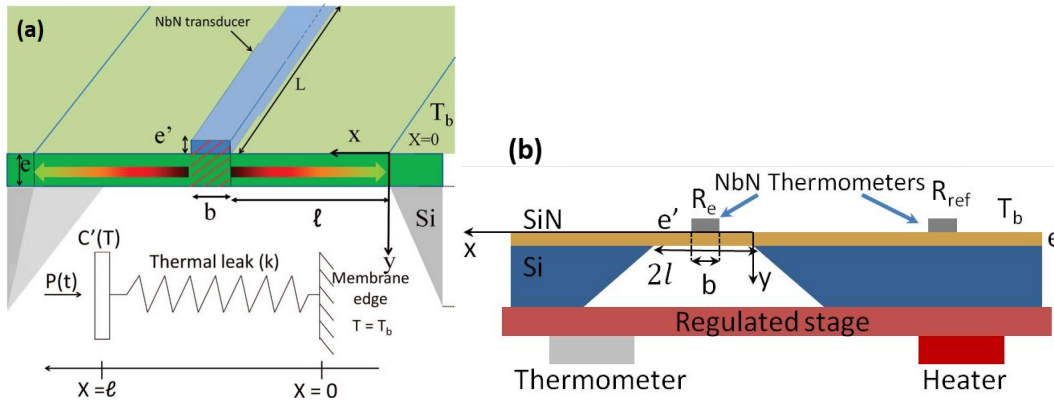 (a)
NbN transducer
L
e'
T_b
x
X=0
e
b
ℓ
Si
C'(T)
y
Thermal leak (k)
P(t)
Membrane
edge
T = T_b
X =ℓ
X = 0
(b)
NbN Thermometers
R_e
R_ref
SiN
e'
T_b
x
e
Si
2l
b
y
Regulated stage
Thermometer
Heater